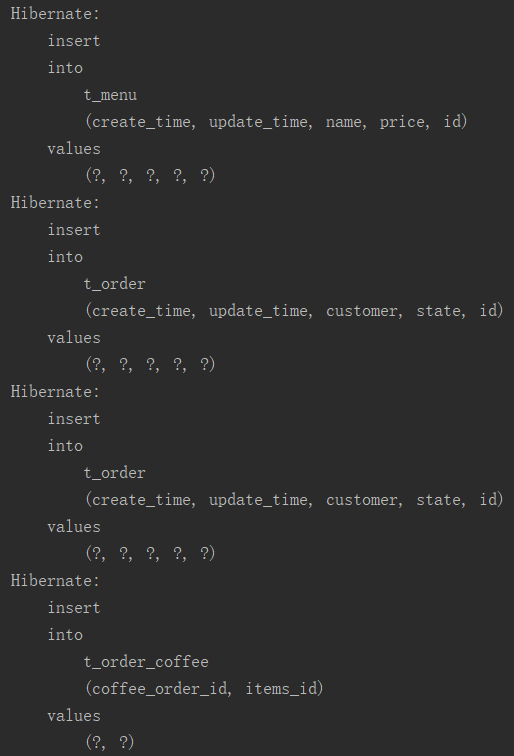 Hibernate:
    insert
    into
        t_menu
        (create_time, update_time, name, price, id)
    values
        (?, ?, ?, ?, ?)
Hibernate:
    insert
    into
        t_order
        (create_time, update_time, customer, state, id)
    values
        (?, ?, ?, ?, ?)
Hibernate:
    insert
    into
        t_order
        (create_time, update_time, customer, state, id)
    values
        (?, ?, ?, ?, ?)
Hibernate:
    insert
    into
        t_order_coffee
        (coffee_order_id, items_id)
    values
        (?, ?)